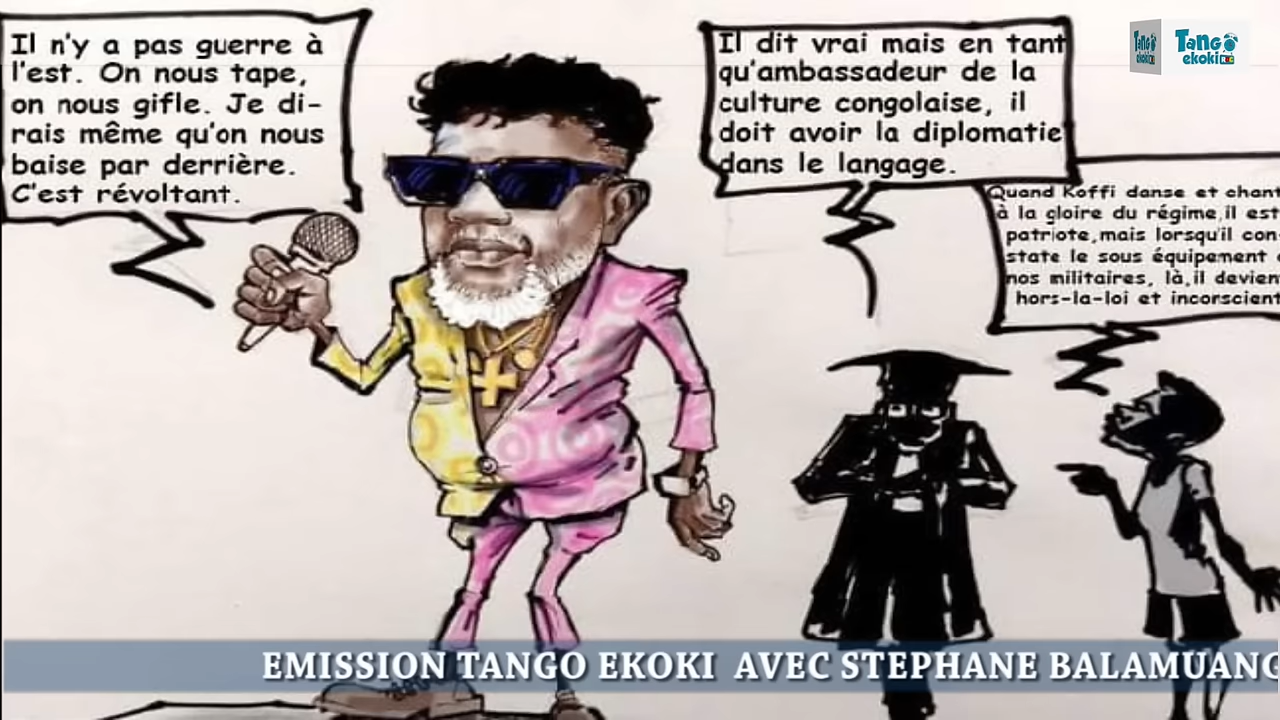 Il n'y a pas guerre à
l'est. On nous tape,
on nous gifle. Je di-
rais même qu'on nous
baise par derrière.
C'est révoltant.
Il dit vrai mais en tant
qu'ambassadeur de la
culture congolaise, il
doit avoir la diplomatie
dans le langage.
Quand Koffi danse et chant
à la gloire du régime, il est
patriote, mais lorsqu'il con-
state le sous équipement
nos militaires, là, il devien
hors-la-loi et inconscient
Tango
ekoki
EMISSION TANGO EKOKI AVEC STEPHANE BALAMUANG